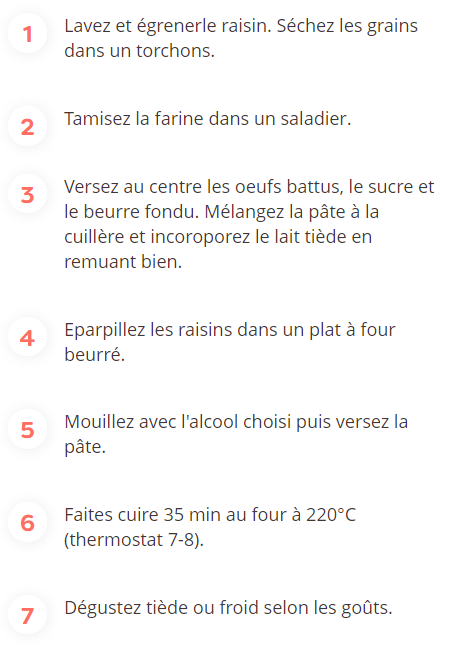 1
Lavez et égrenerle raisin. Séchez les grains
dans un torchons.
2
Tamisez la farine dans un saladier.
3
Versez au centre les oeufs battus, le sucre et
le beurre fondu. Mélangez la pâte à la
cuillère et incoroporez le lait tiède en
remuant bien.
4
Eparpillez les raisins dans un plat à four
beurré.
5
Mouillez avec l'alcool choisi puis versez la
pâte.
6
Faites cuire 35 min au four à 220°C
(thermostat 7-8).
7
Dégustez tiède ou froid selon les goûts.